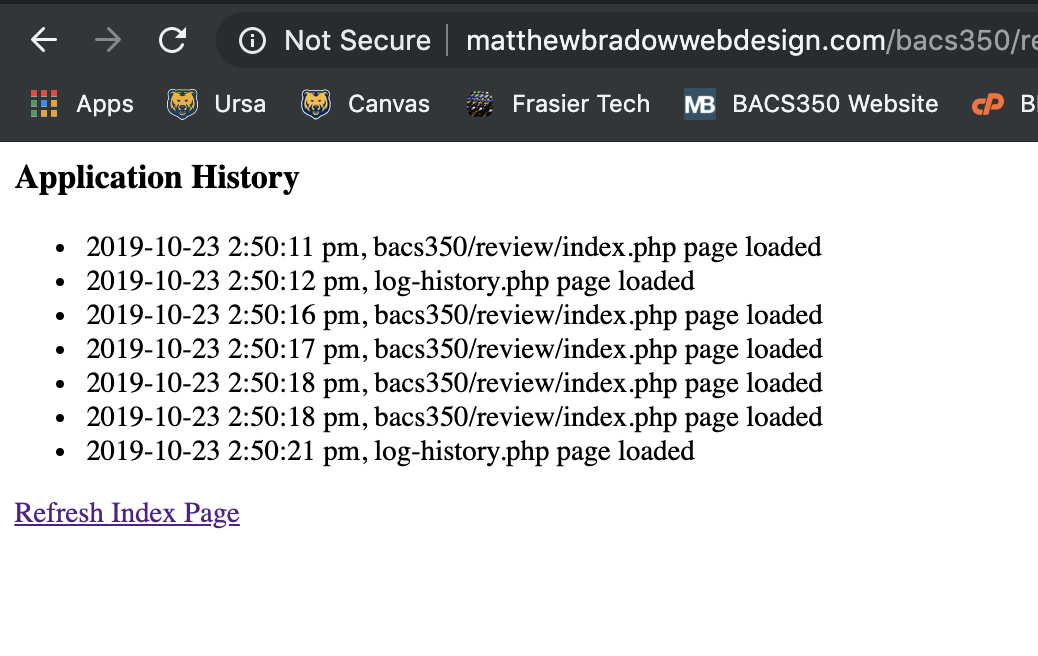 Not Secure matthewbradowwebdesign.com/bacs350/re
Apps Ursa Canvas Frasier Tech MB BACS350 Website cP
Application History
• 2019-10-23 2:50:11 pm, bacs350/review/index.php page loaded
• 2019-10-23 2:50:12 pm, log-history.php page loaded
• 2019-10-23 2:50:16 pm, bacs350/review/index.php page loaded
• 2019-10-23 2:50:17 pm, bacs350/review/index.php page loaded
• 2019-10-23 2:50:18 pm, bacs350/review/index.php page loaded
• 2019-10-23 2:50:18 pm, bacs350/review/index.php page loaded
• 2019-10-23 2:50:21 pm, log-history.php page loaded
Refresh Index Page